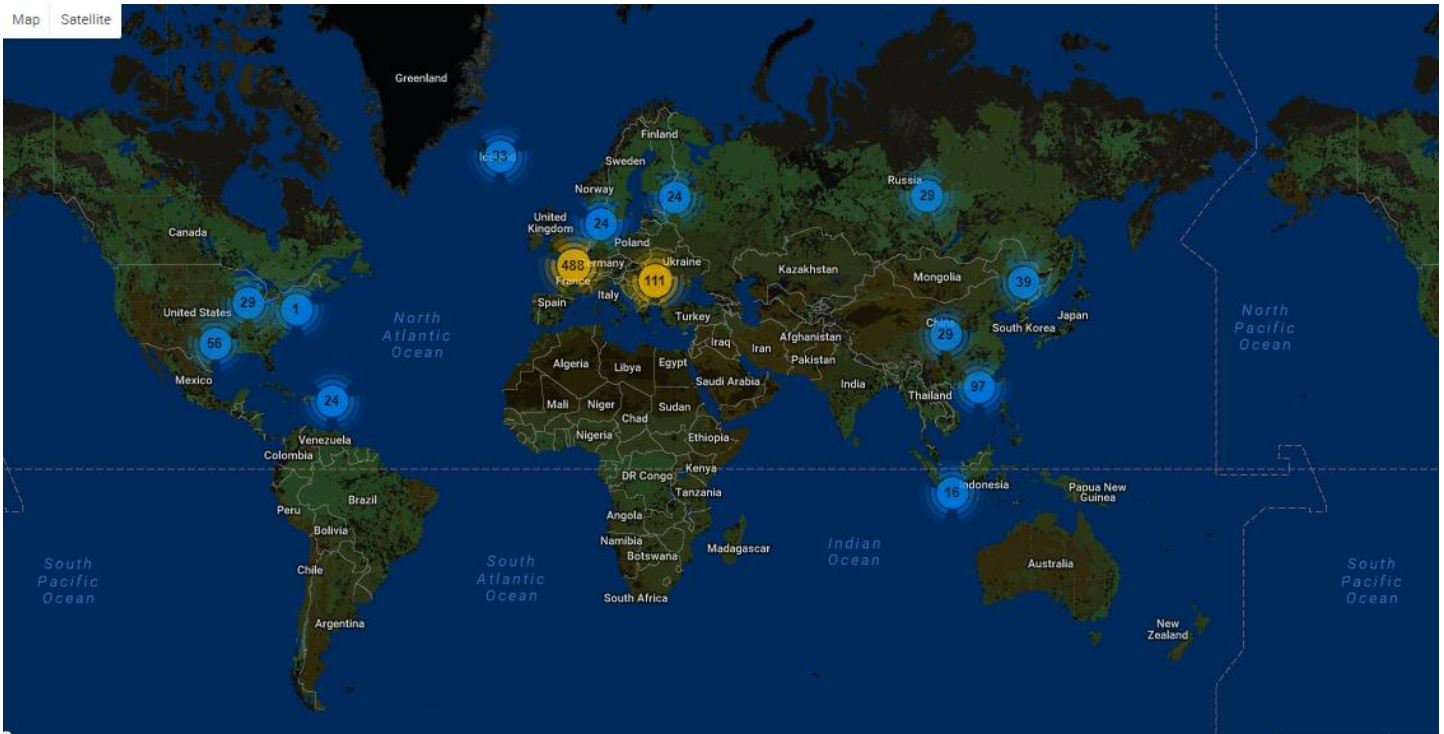 Map Satellite
Greenland
Finland
Iceland 33
Sweden
Russia
29
Norway
24
United
Kingdom
24
Canada
Poland
488
Germany
Ukraine
Kazakhstan
Mongolia
39
France
111
29
1
Spain
Italy
United States
North
Atlantic
Ocean
Turkey
China
29
South Korea
Japan
North
Pacific
Ocean
56
Iraq
Iran
Afghanistan
Pakistan
Algeria
Libya
Egypt
Mexico
Saudi Arabia
India
97
Thailand
24
Mali
Niger
Chad
Sudan
Nigeria
Ethiopia
Venezuela
Colombia
Kenya
DR Congo
Tanzania
16
Indonesia
Papua New
Guinea
Brazil
Peru
Angola
Bolivia
Namibia
Botswana
Madagascar
Indian
Ocean
South
Pacific
Ocean
Chile
South
Atlantic
Ocean
Australia
South
Pacific
Ocean
South Africa
Argentina
New
Zealand